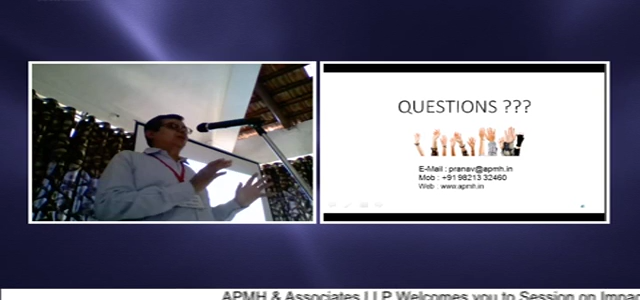 QUESTIONS ???
E-Mail : pranav@apmh.in
Mob : +91 98213 32460
Web : www.apmh.in
APMH & Associates LLP Welcomes you to Session on Impac